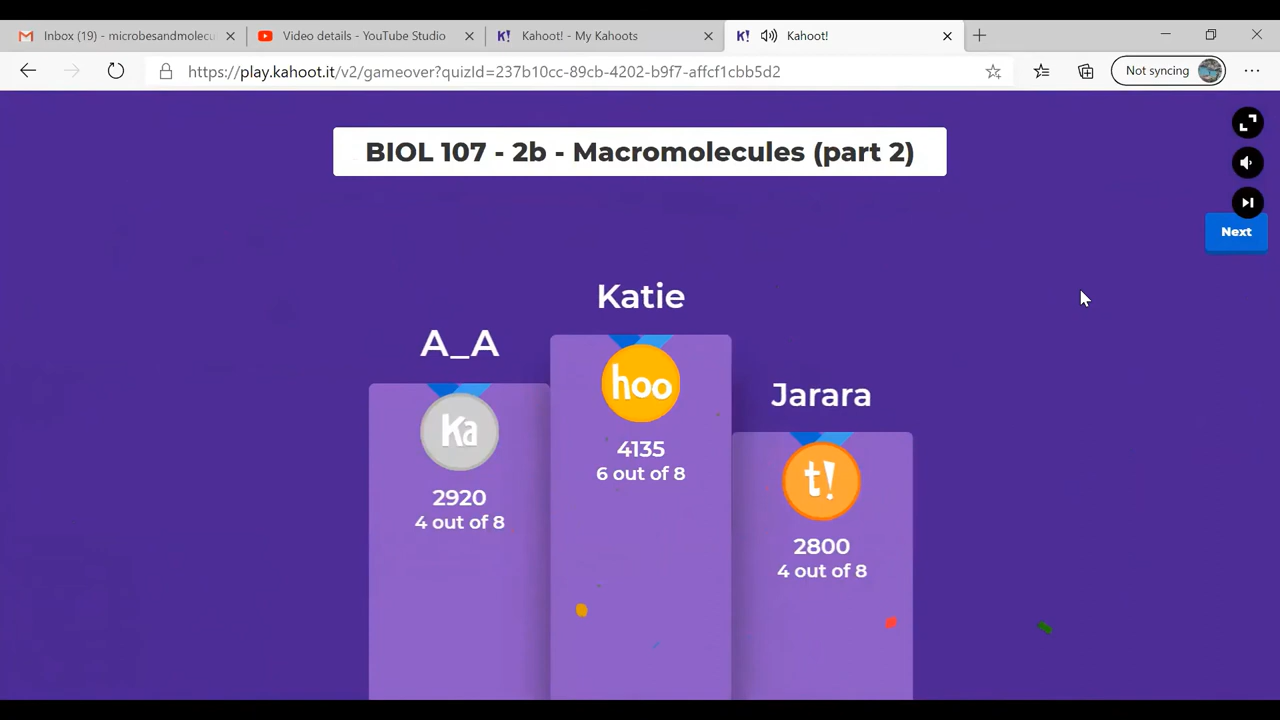 Inbox (19) - microbesandmolecu
Video details - YouTube Studio
K! Kahoot! - My Kahoots
K! Kahoot!
https://play.kahoot.it/v2/gameover?quizId=237b10cc-89cb-4202-b9f7-affcf1cbb5d2
Not syncing
BIOL 107 - 2b - Macromolecules (part 2)
Next
Katie
A_A
Jarara
hoo
4135
6 out of 8
Ka
2920
4 out of 8
t!
2800
4 out of 8